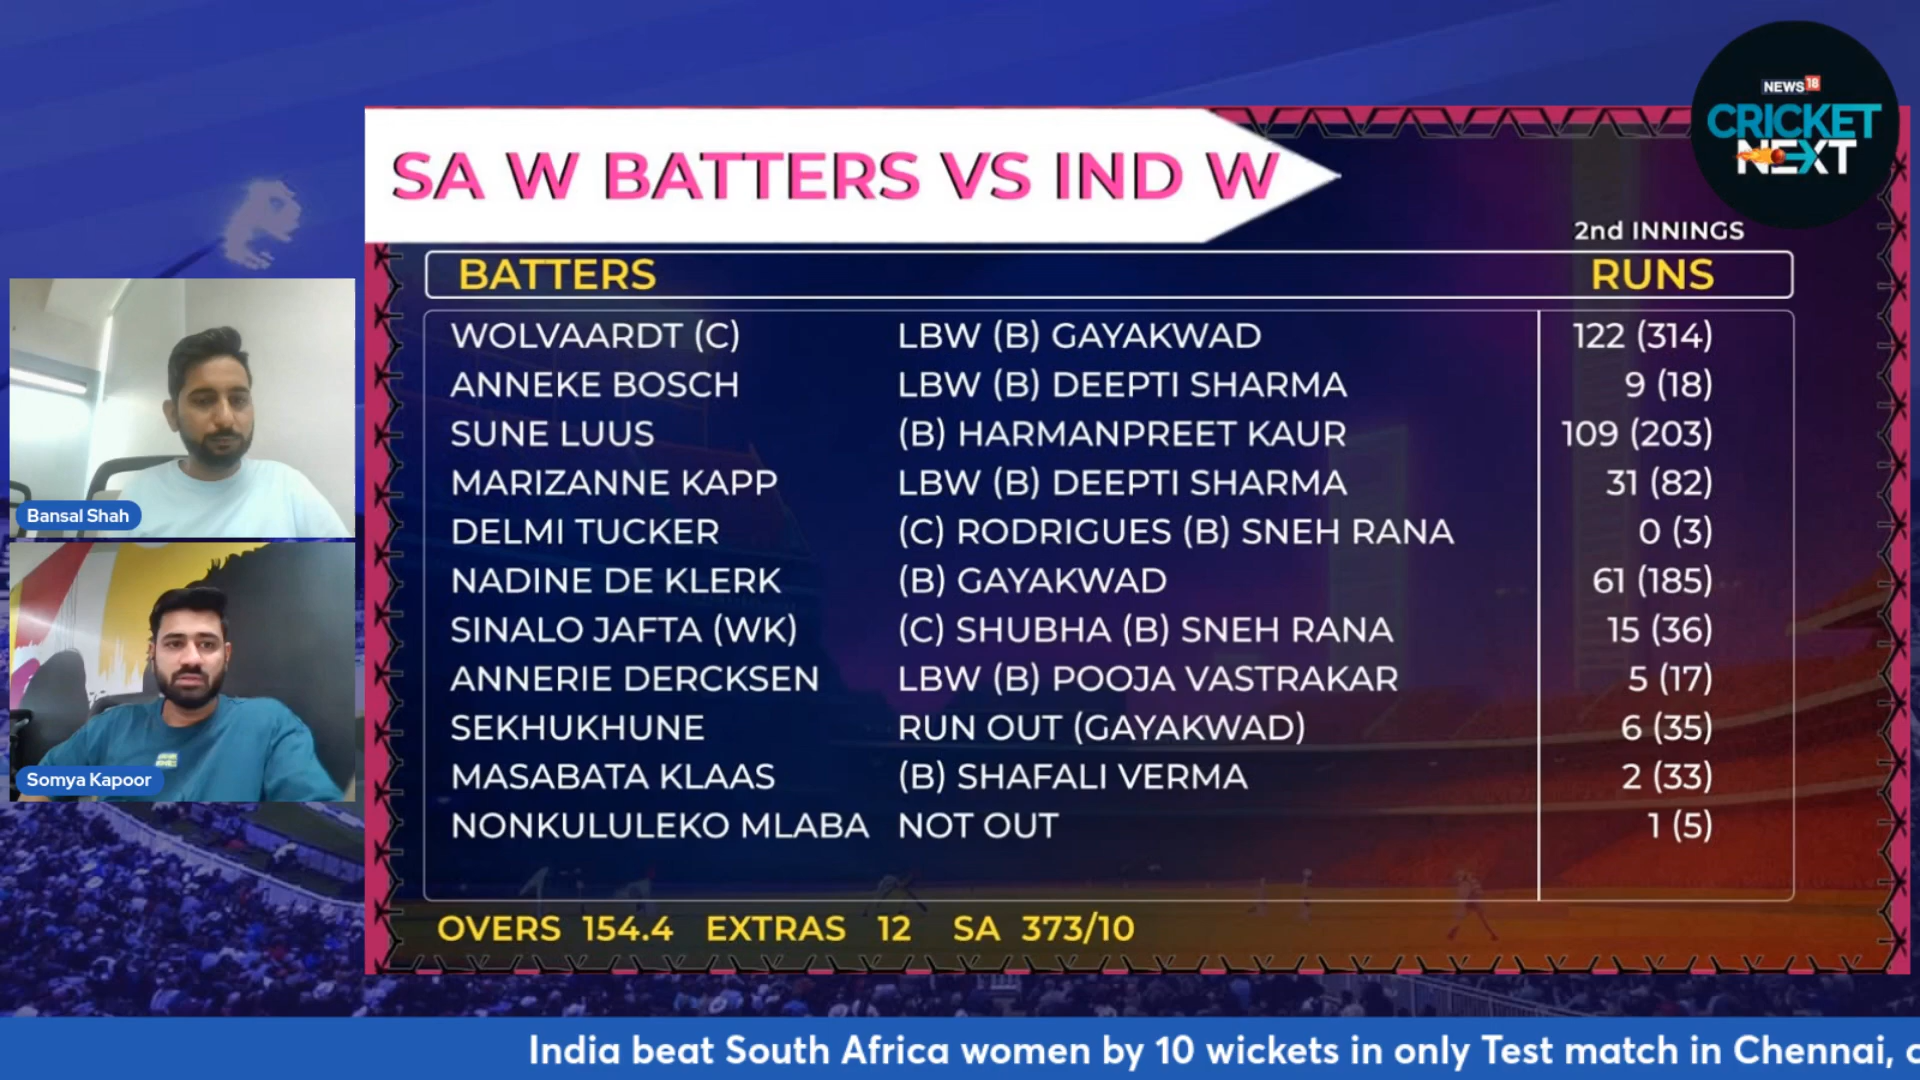 NEWS18
CRICKET
NEXT
SA W BATTERS VS IND W
2nd INNINGS
BATTERS RUNS
WOLVAARDT (C) LBW (B) GAYAKWAD 122 (314)
ANNEKE BOSCH LBW (B) DEEPTI SHARMA 9 (18)
SUNE LUUS (B) HARMANPREET KAUR 109 (203)
MARIZANNE KAPP LBW (B) DEEPTI SHARMA 31 (82)
DELMI TUCKER (C) RODRIGUES (B) SNEH RANA 0 (3)
NADINE DE KLERK (B) GAYAKWAD 61 (185)
SINALO JAFTA (WK) (C) SHUBHA (B) SNEH RANA 15 (36)
ANNERIE DERCKSEN LBW (B) POOJA VASTRAKAR 5 (17)
SEKHUKHUNE RUN OUT (GAYAKWAD) 6 (35)
MASABATA KLAAS (B) SHAFALI VERMA 2 (33)
NONKULULEKO MLABA NOT OUT 1 (5)
OVERS 154.4 EXTRAS 12 SA 373/10
Bansal Shah
Somya Kapoor
India beat South Africa women by 10 wickets in only Test match in Chennai,